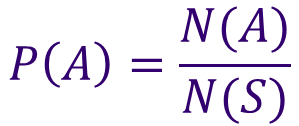 P(A) = N(A)/N(S)